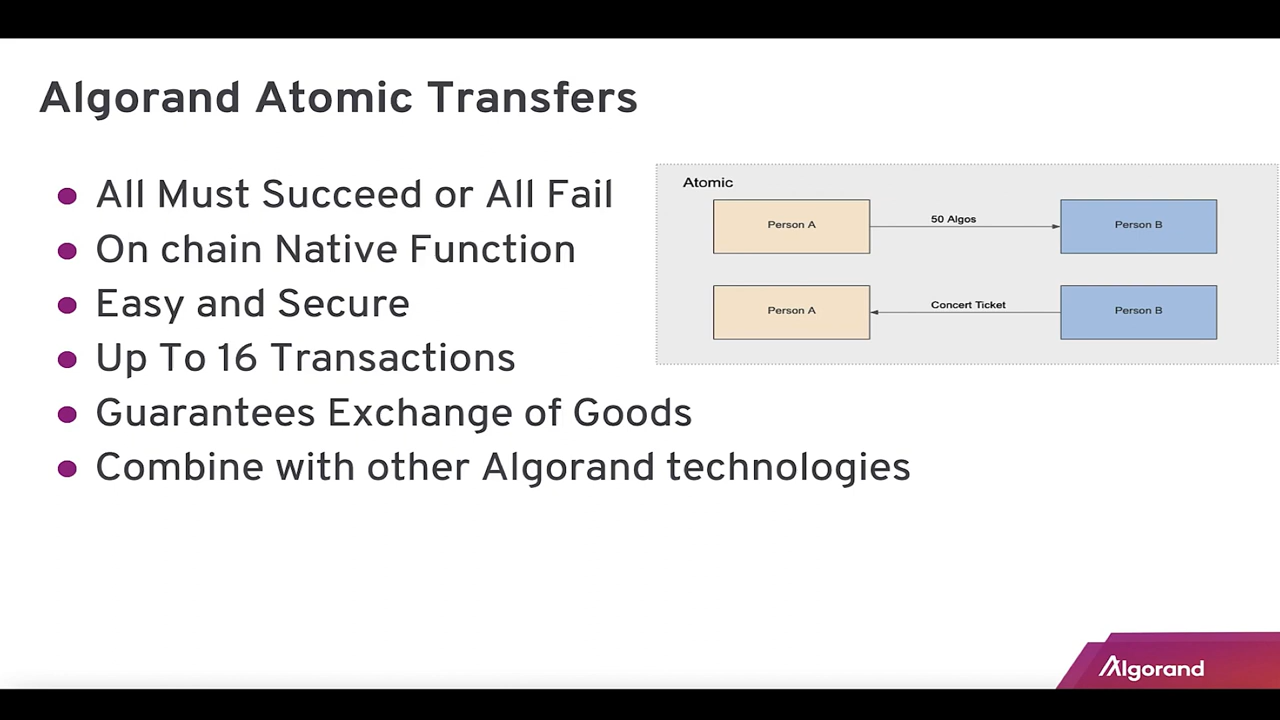 Algorand Atomic Transfers
All Must Succeed or All Fail
On chain Native Function
Easy and Secure
Up To 16 Transactions
Guarantees Exchange of Goods
Combine with other Algorand technologies
Atomic
Person A
50 Algos
Person B
Person A
Concert Ticket
Person B
Algorand